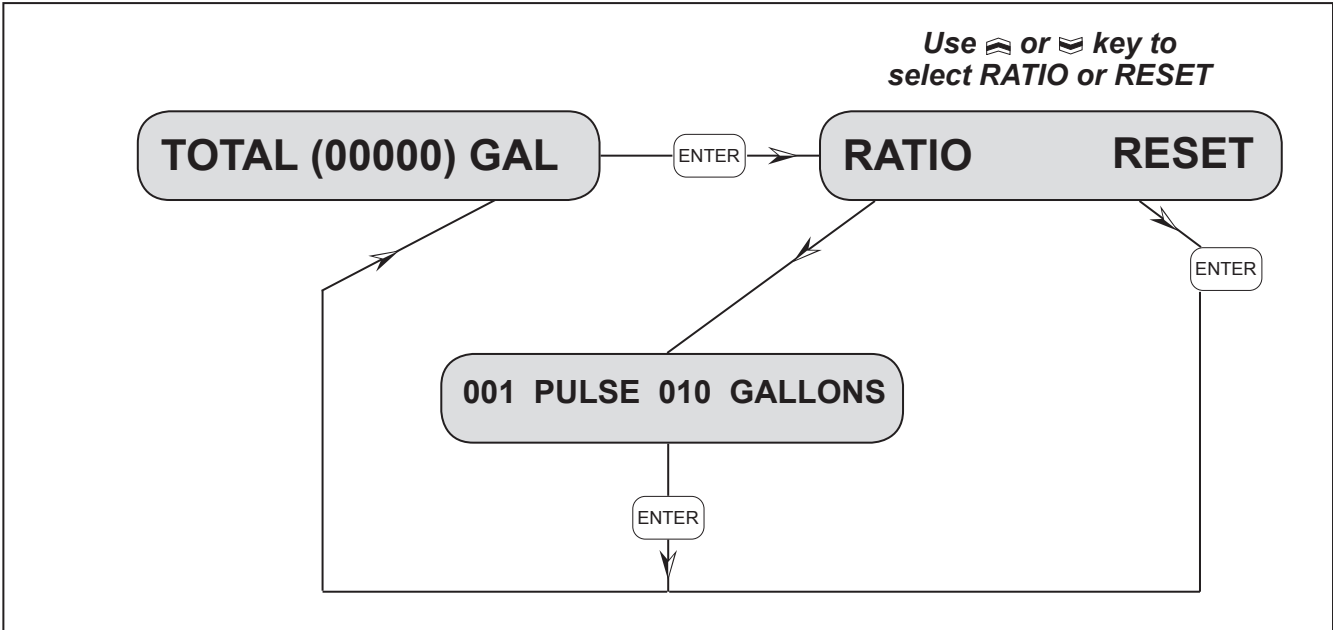 Use or key to
select RATIO or RESET
TOTAL (00000) GAL
ENTER
RATIO RESET
ENTER
001 PULSE 010 GALLONS
ENTER